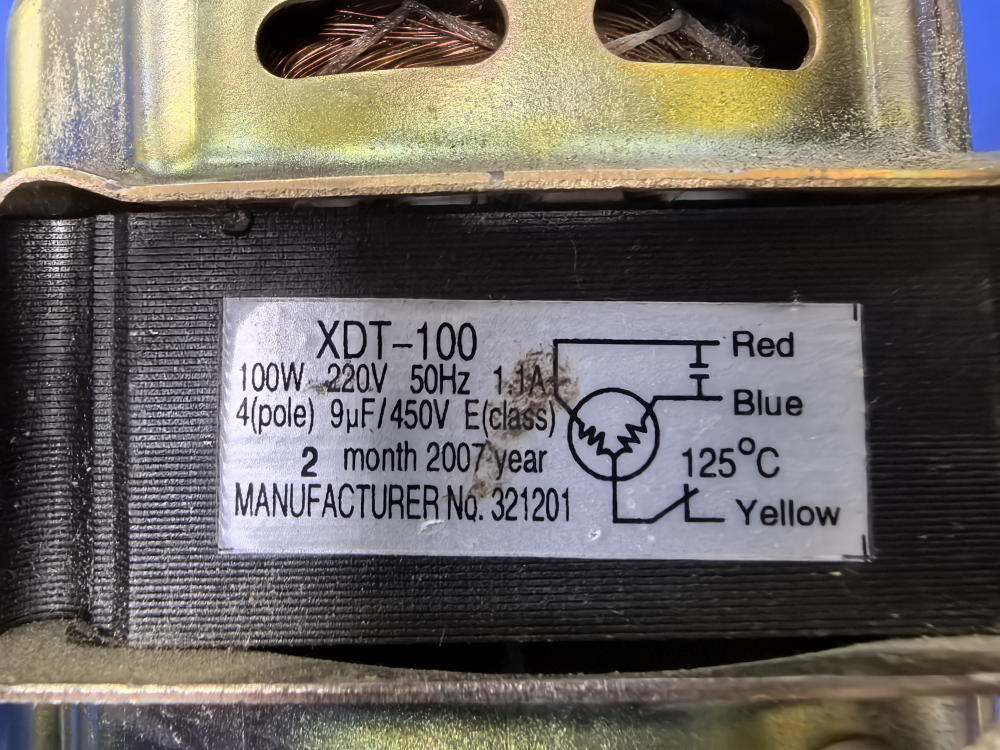 XDT-100
100W 220V 50Hz 1.1A
4(pole) 9µF/450V E(class)
2 month 2007 year
MANUFACTURER No. 321201
Red
Blue
125°C
Yellow